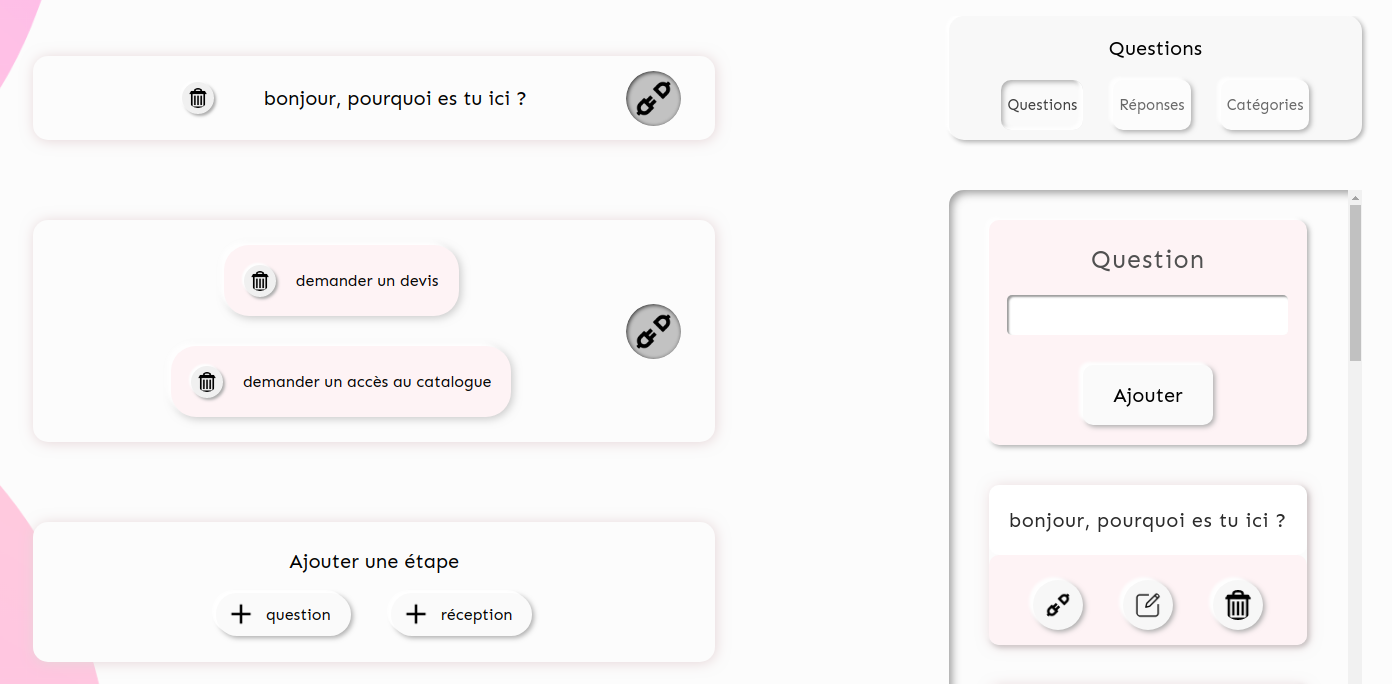 bonjour, pourquoi es tu ici ?
demander un devis
demander un accès au catalogue
Ajouter une étape
question
réception
Questions
Questions
Réponses
Catégories
Question
Ajouter
bonjour, pourquoi es tu ici ?